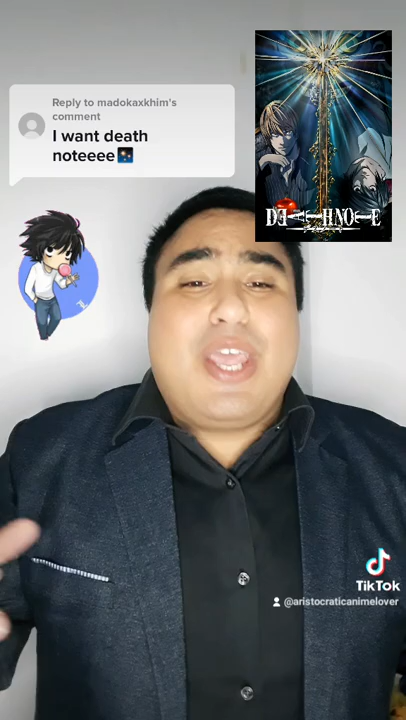 Reply to madokaxkhim's
comment
I want death
noteeee🎆
DEATH NOTE
TikTok
@aristocraticanimelover